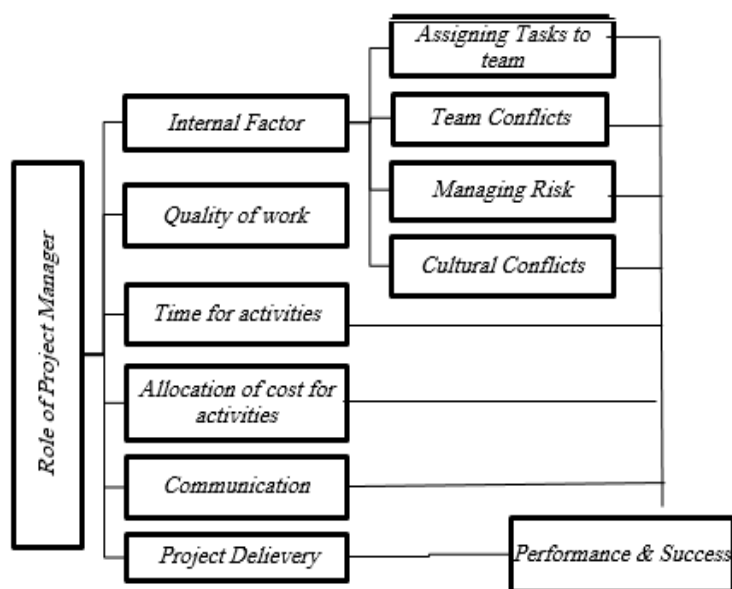 Role of Project Manager
Internal Factor
Quality of work
Time for activities
Allocation of cost for
activities
Communication
Project Delievery
Assigning Tasks to
team
Team Conflicts
Managing Risk
Cultural Conflicts
Performance & Success